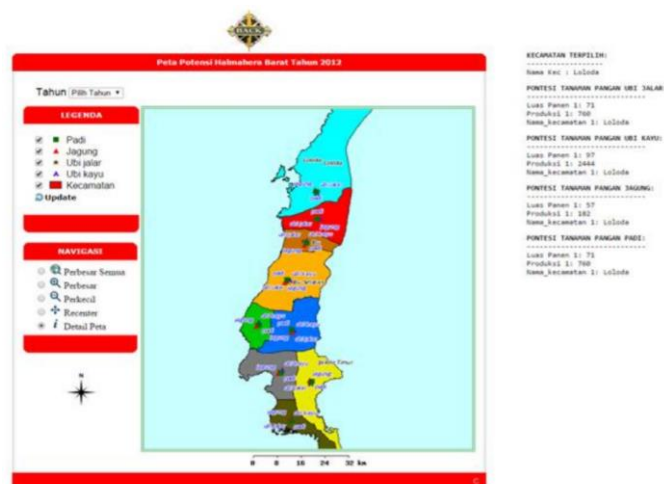 BACK
Peta Potensi Halmahera Barat Tahun 2013
Tahun Pilih Tahun
LEGENDA
Padi
Jagung
Ubi jalar
Ubi kayu
Kecamatan
Update
NAVIGASI
Perbesar Semua
Perbesar
Perkecil
Recenter
i Detail Peta
N
0 8 16 24 32 km
KECAMATAN TERPILIH:
-------------------
Nama Kec : Loloda
PONTESI TANAMAN PANGAN UBI JALAR
-----------------------------
Luas Panen 1: 71
Produksi 1: 760
Nama_kecamatan 1: Loloda
PONTESI TANAMAN PANGAN UBI KAYU:
-----------------------------
Luas Panen 1: 97
Produksi 1: 2444
Nama_kecamatan 1: Loloda
PONTESI TANAMAN PANGAN JAGUNG:
-----------------------------
Luas Panen 1: 57
Produksi 1: 182
Nama_kecamatan 1: Loloda
PONTESI TANAMAN PANGAN PADI:
-----------------------------
Luas Panen 1: 71
Produksi 1: 760
Nama_kecamatan 1: Loloda